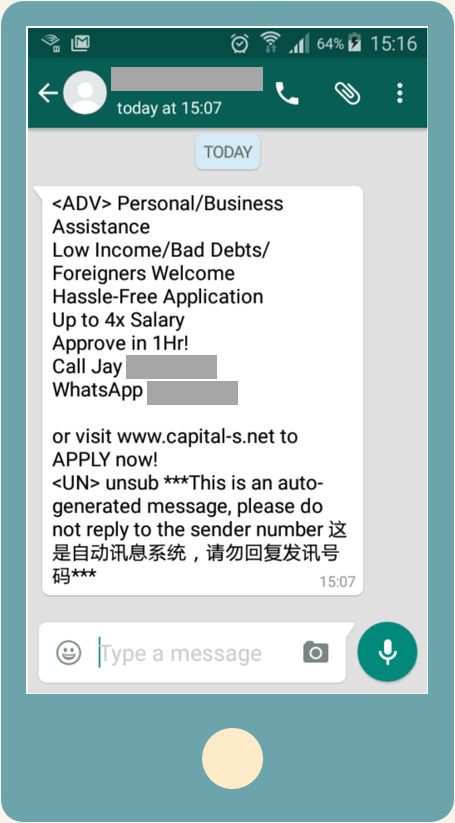 64% 15:16
today at 15:07
TODAY
<ADV> Personal/Business
Assistance
Low Income/Bad Debts/
Foreigners Welcome
Hassle-Free Application
Up to 4x Salary
Approve in 1Hr!
Call Jay
WhatsApp
or visit www.capital-s.net to
APPLY now!
<UN> unsub ***This is an auto-
generated message, please do
not reply to the sender number 这
是自动讯息系统，请勿回复发讯号
码***
15:07
Type a message